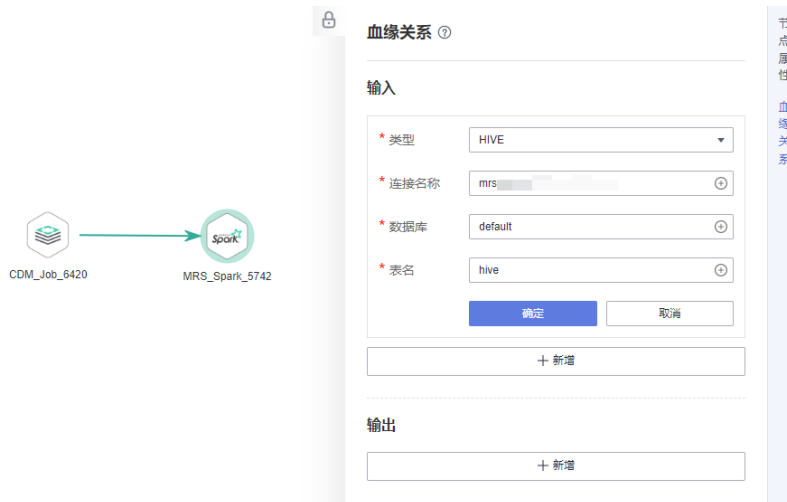 血缘关系
输入
* 类型 HIVE
* 连接名称 mrs
* 数据库 default
* 表名 hive
确定 取消
+ 新增
输出
+ 新增
CDM_Job_6420
Spark
MRS_Spark_5742
节点属性
血缘关系